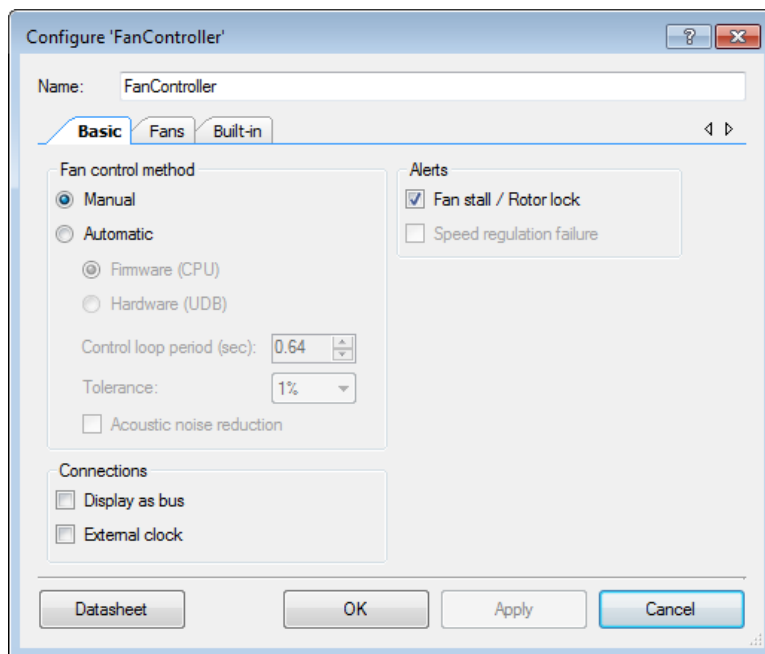 Configure 'FanController'
?
Name: FanController
Basic Fans Built-in
Fan control method
Manual
Automatic
Firmware (CPU)
Hardware (UDB)
Control loop period (sec): 0.64
Tolerance: 1%
Acoustic noise reduction
Alerts
Fan stall / Rotor lock
Speed regulation failure
Connections
Display as bus
External clock
Datasheet OK Apply Cancel